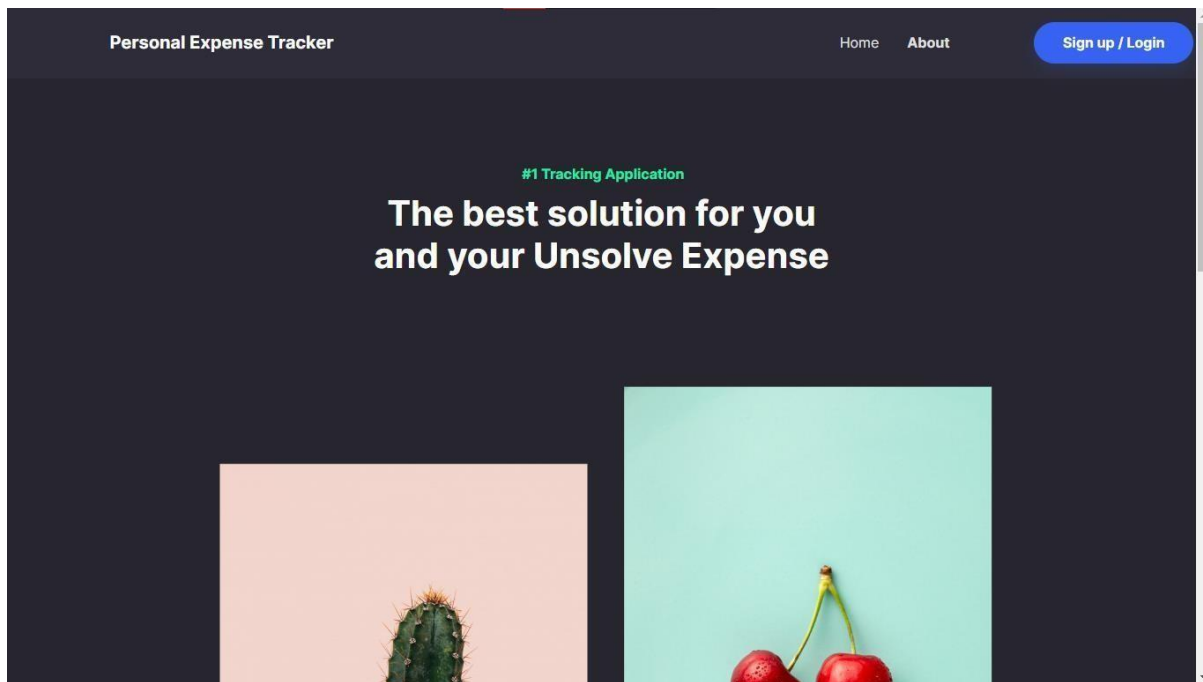 Personal Expense Tracker
Home
About
Sign up / Login
#1 Tracking Application
The best solution for you
and your Unsolve Expense